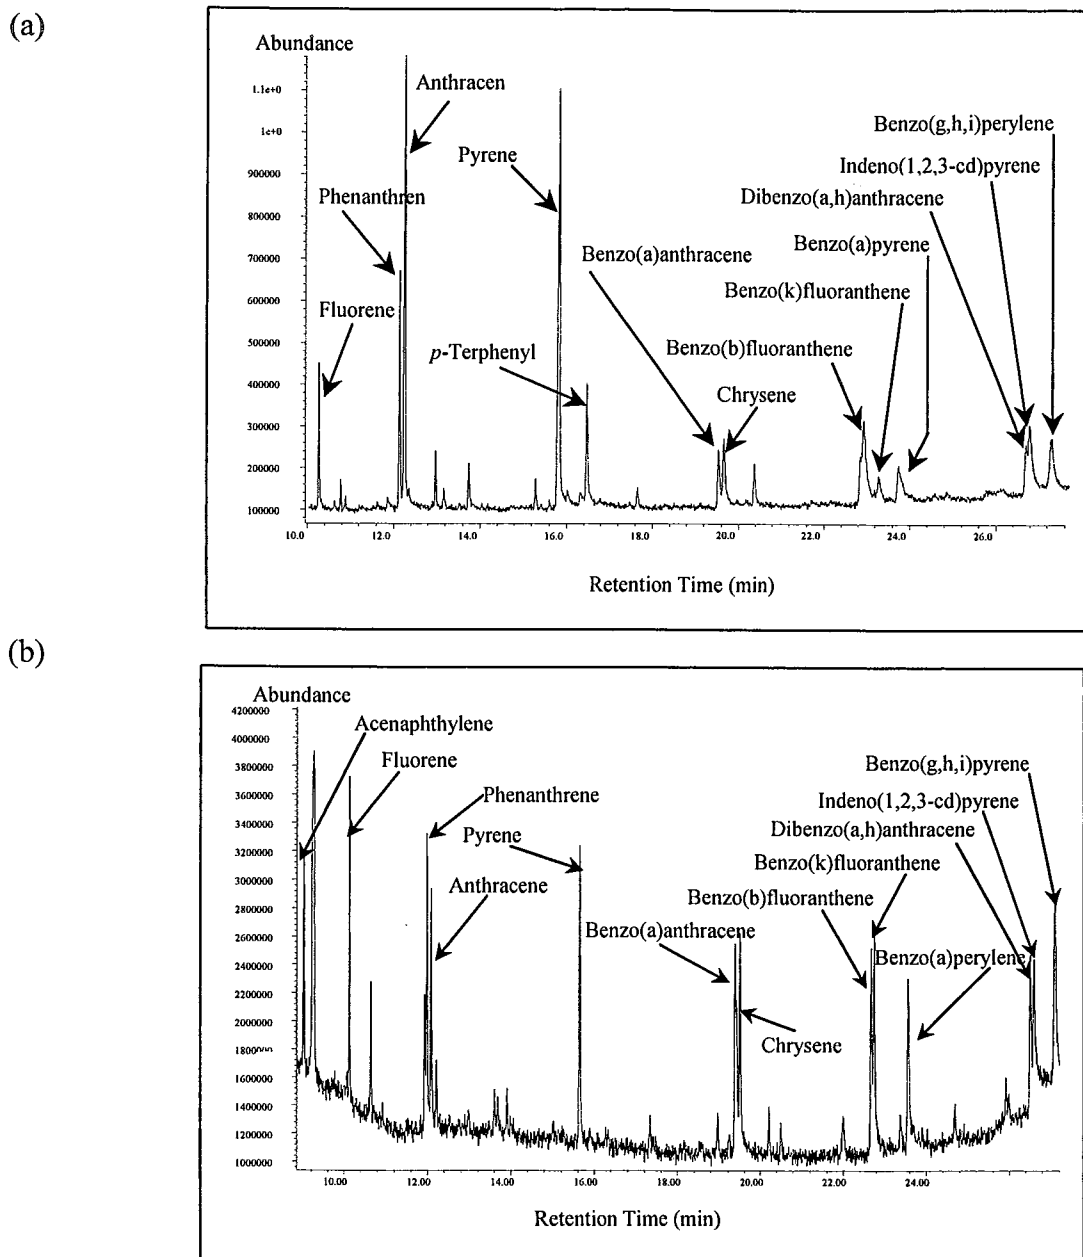 (a)
Abundance
Anthracen
1.1e+0
Benzo(g,h,i)perylene
1e+0
Pyrene
Indeno(1,2,3-cd)pyrene
900000
Phenanthren
Dibenzo(a,h)anthracene
800000
Benzo(a)anthracene
Benzo(a)pyrene
700000
Benzo(k)fluoranthene
600000
Fluorene
500000
p-Terphenyl
Benzo(b)fluoranthene
400000
Chrysene
300000
200000
100000
10.0 12.0 14.0 16.0 18.0 20.0 22.0 24.0 26.0
Retention Time (min)
(b)
Abundance
4200000
Acenaphthylene
4000000
Fluorene
3800000
Benzo(g,h,i)pyrene
3600000
Phenanthrene
Indeno(1,2,3-cd)pyrene
3400000
Pyrene
Dibenzo(a,h)anthracene
3200000
Benzo(k)fluoranthene
3000000
Anthracene
Benzo(b)fluoranthene
2800000
Benzo(a)anthracene
2600000
Benzo(a)perylene
2400000
2200000
2000000
Chrysene
1800000
1600000
1400000
1200000
1000000
10.00 12.00 14.00 16.00 18.00 20.00 22.00 24.00
Retention Time (min)